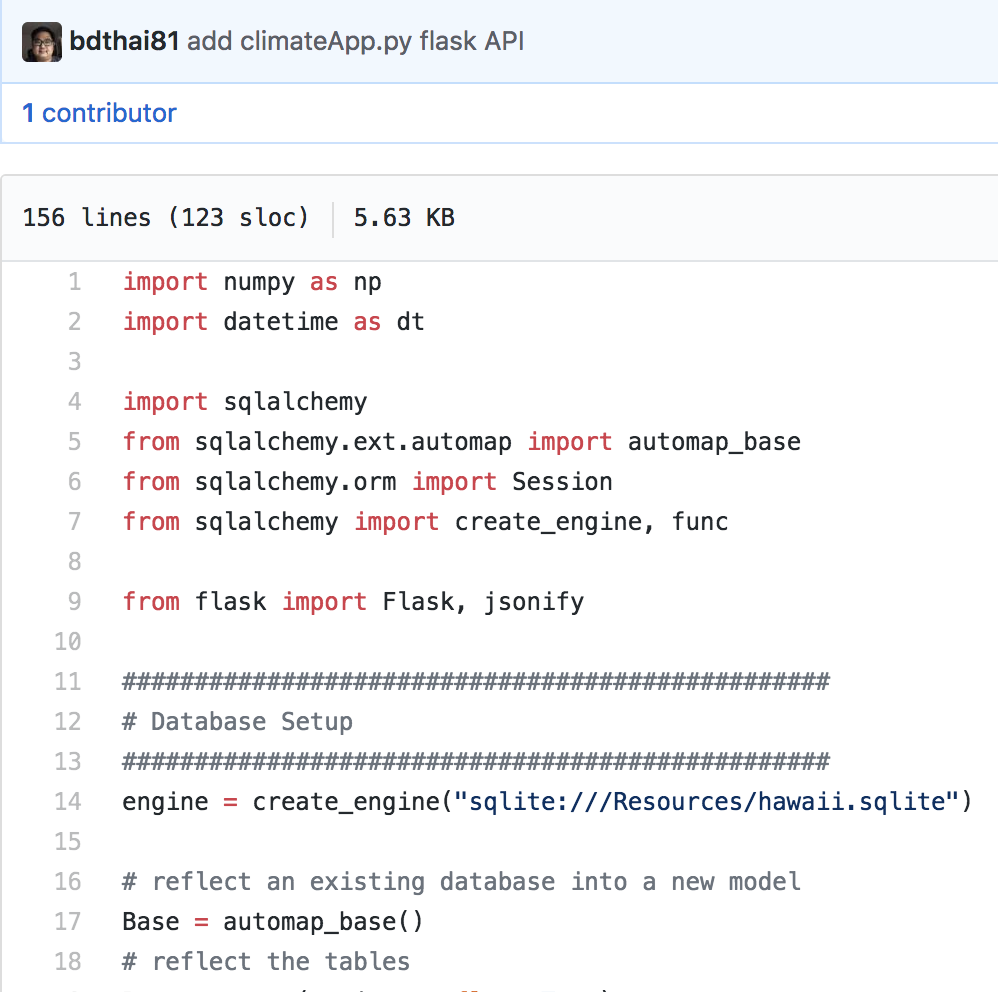 bdthai81 add climateApp.py flask API
1 contributor
156 lines (123 sloc) 5.63 KB
1 import numpy as np
2 import datetime as dt
3
4 import sqlalchemy
5 from sqlalchemy.ext.automap import automap_base
6 from sqlalchemy.orm import Session
7 from sqlalchemy import create_engine, func
8
9 from flask import Flask, jsonify
10
11 #################################################
12 # Database Setup
13 #################################################
14 engine = create_engine("sqlite:///Resources/hawaii.sqlite")
15
16 # reflect an existing database into a new model
17 Base = automap_base()
18 # reflect the tables